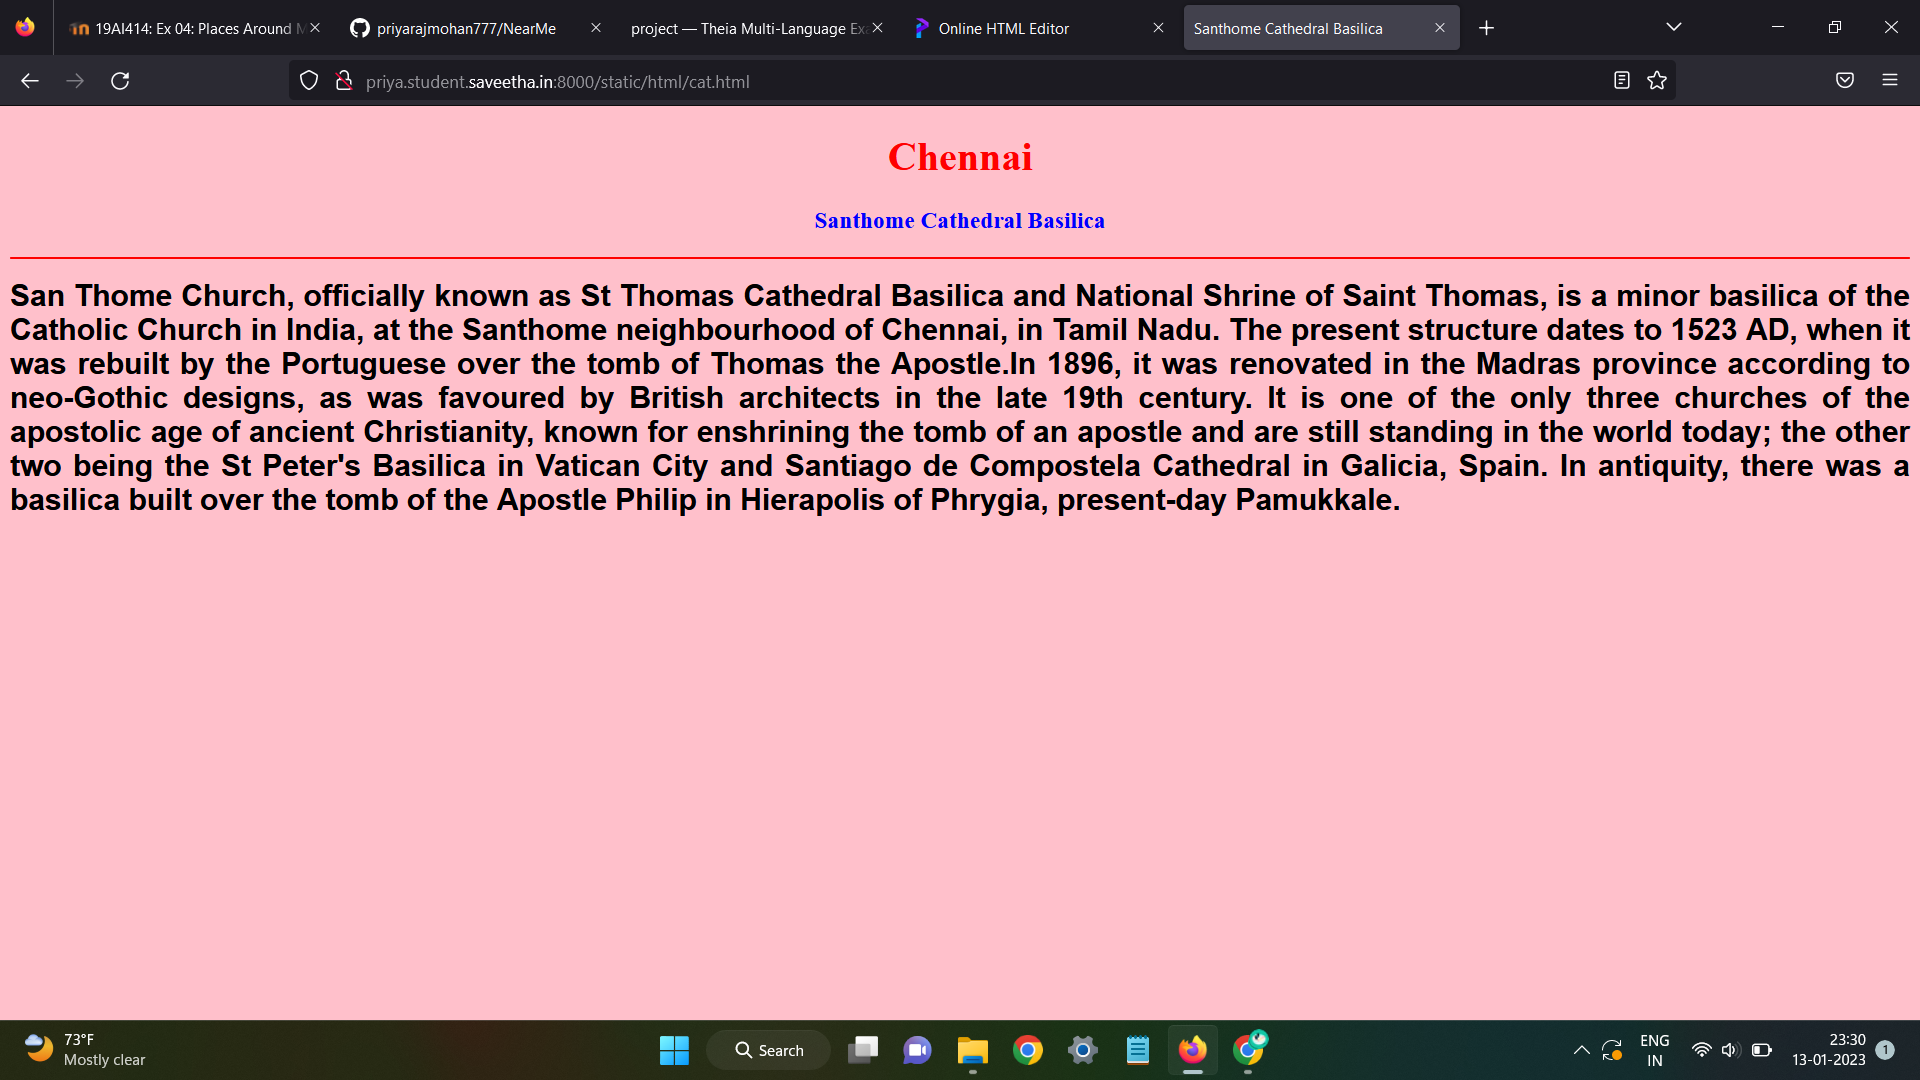 19AI414: Ex 04: Places Around M
priyarajmohan777/NearMe
project — Theia Multi-Language Exa
Online HTML Editor
Santhome Cathedral Basilica
priya.student.saveetha.in:8000/static/html/cat.html
Chennai
Santhome Cathedral Basilica
San Thome Church, officially known as St Thomas Cathedral Basilica and National Shrine of Saint Thomas, is a minor basilica of the
Catholic Church in India, at the Santhome neighbourhood of Chennai, in Tamil Nadu. The present structure dates to 1523 AD, when it
was rebuilt by the Portuguese over the tomb of Thomas the Apostle.In 1896, it was renovated in the Madras province according to
neo-Gothic designs, as was favoured by British architects in the late 19th century. It is one of the only three churches of the
apostolic age of ancient Christianity, known for enshrining the tomb of an apostle and are still standing in the world today; the other
two being the St Peter's Basilica in Vatican City and Santiago de Compostela Cathedral in Galicia, Spain. In antiquity, there was a
basilica built over the tomb of the Apostle Philip in Hierapolis of Phrygia, present-day Pamukkale.
73°F
Mostly clear
Search
ENG
IN
23:30
13-01-2023
1